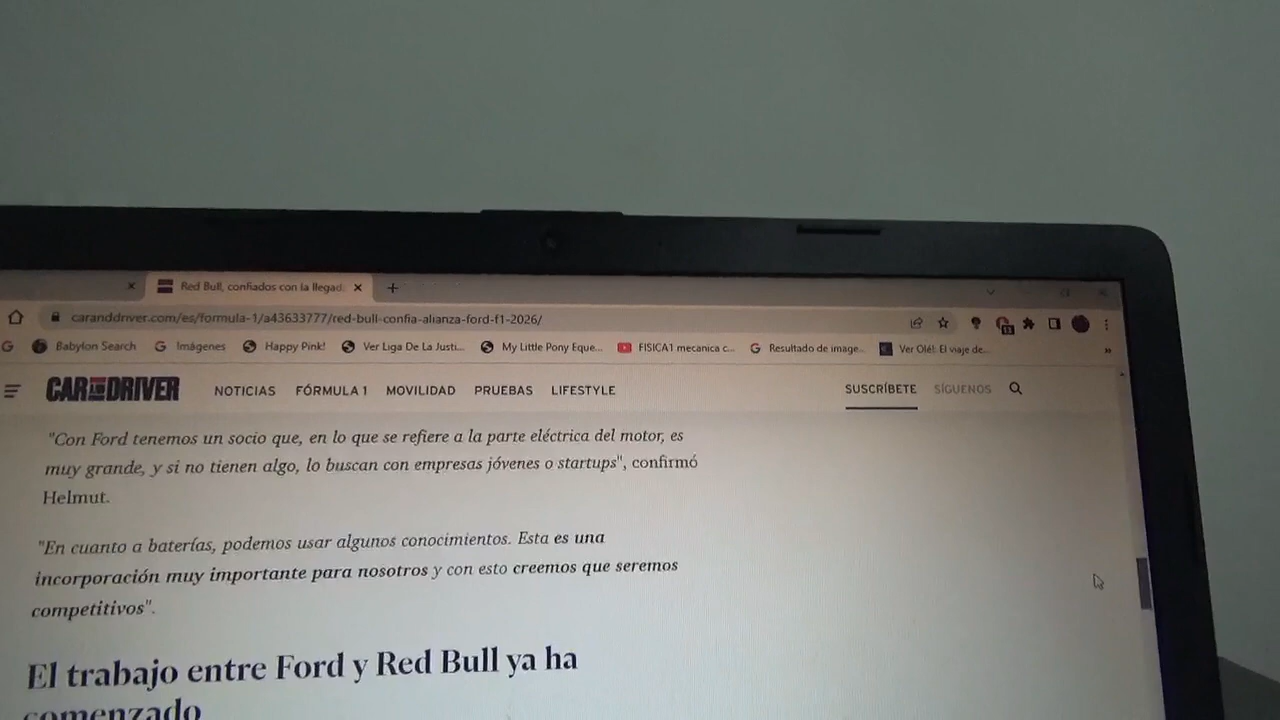 Red Bull, confiados con la llegad
caranddriver.com/es/formula-1/a43633777/red-bull-confia-alianza-ford-f1-2026/
13
Babylon Search Imágenes Happy Pink! Ver Liga De La Justi... My Little Pony Eque... FISICA1 mecanica c... Resultado de image... Ver Olé!: El viaje de...
CAR AND DRIVER NOTICIAS FÓRMULA 1 MOVILIDAD PRUEBAS LIFESTYLE SUSCRÍBETE SÍGUENOS
"Con Ford tenemos un socio que, en lo que se refiere a la parte eléctrica del motor, es
muy grande, y si no tienen algo, lo buscan con empresas jóvenes o startups", confirmó
Helmut.
"En cuanto a baterías, podemos usar algunos conocimientos. Esta es una
incorporación muy importante para nosotros y con esto creemos que seremos
competitivos".
El trabajo entre Ford y Red Bull ya ha
comenzado